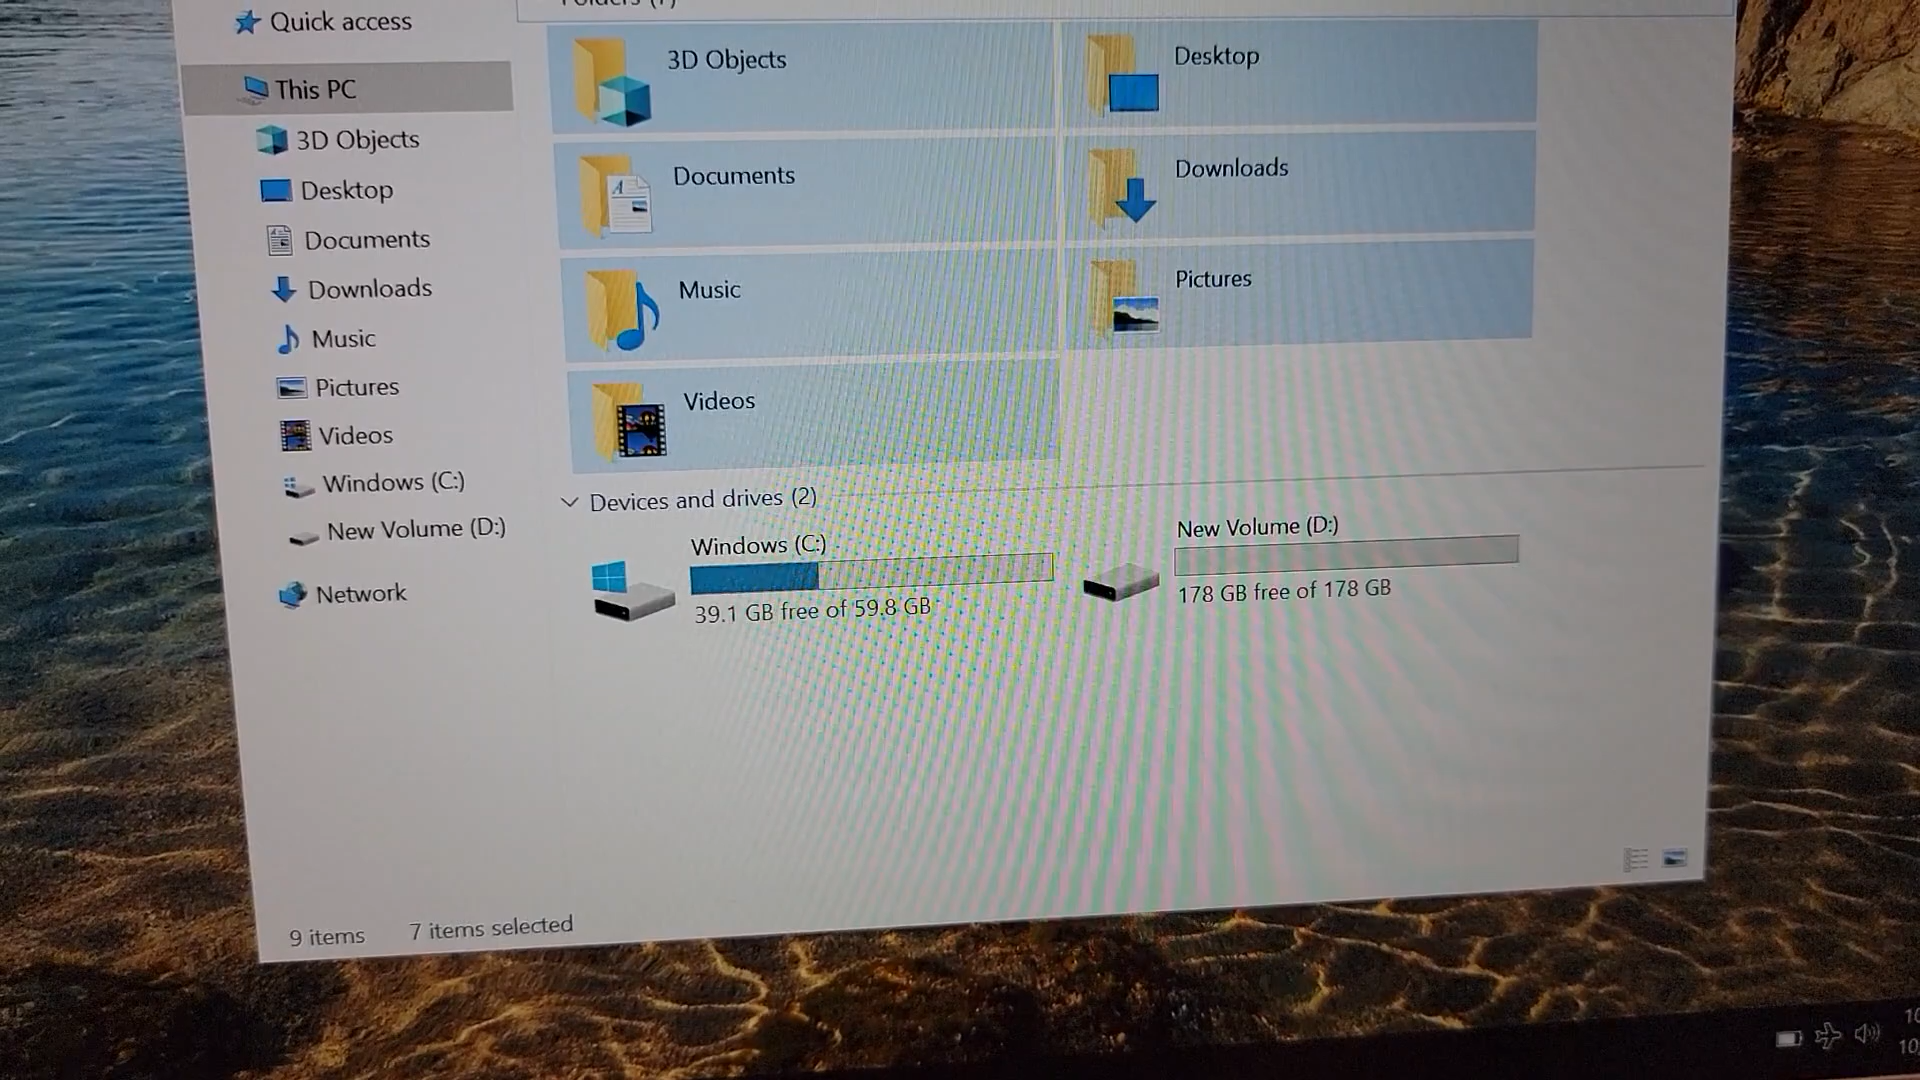 Quick access
This PC
3D Objects
Desktop
Documents
Downloads
Music
Pictures
Videos
Windows (C:)
New Volume (D:)
Network
3D Objects
Desktop
Documents
Downloads
Music
Pictures
Videos
Devices and drives (2)
Windows (C:)
39.1 GB free of 59.8 GB
New Volume (D:)
178 GB free of 178 GB
9 items 7 items selected